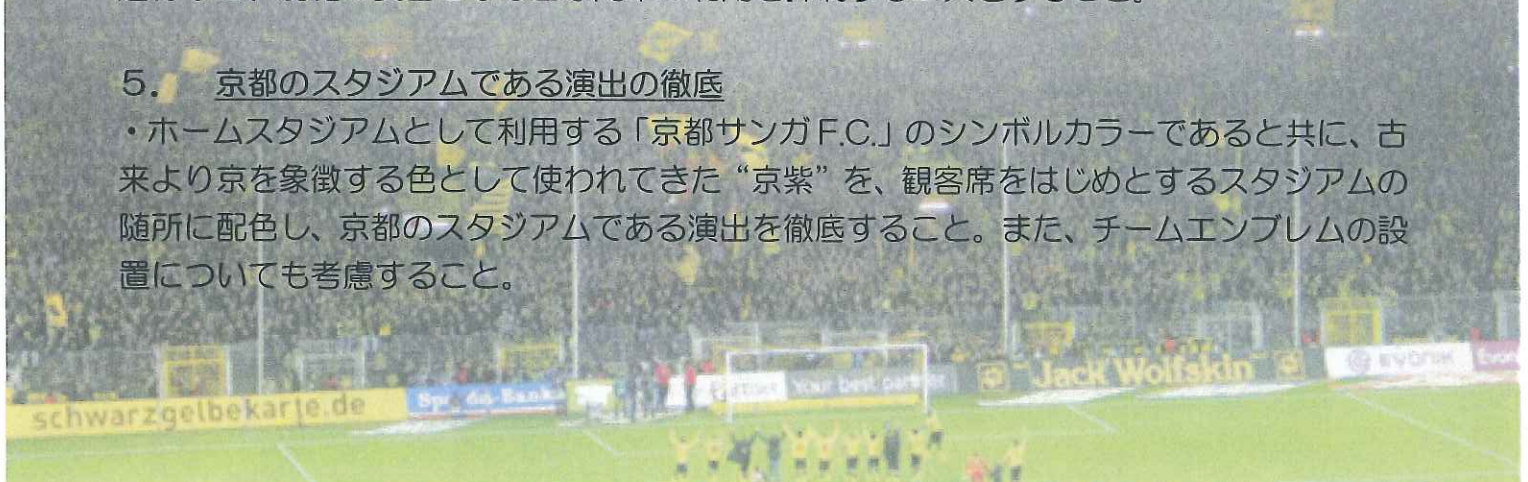 5. 京都のスタジアムである演出の徹底
・ホームスタジアムとして利用する「京都サンガF.C.」のシンボルカラーであると共に、古
来より京を象徴する色として使われてきた“京紫”を、観客席をはじめとするスタジアムの
随所に配色し、京都のスタジアムである演出を徹底すること。また、チームエンブレムの設
置についても考慮すること。
Your best partner
Jack Wolfskin
EVONIK
schwarzgelbekarte.de
Sparda-Bank